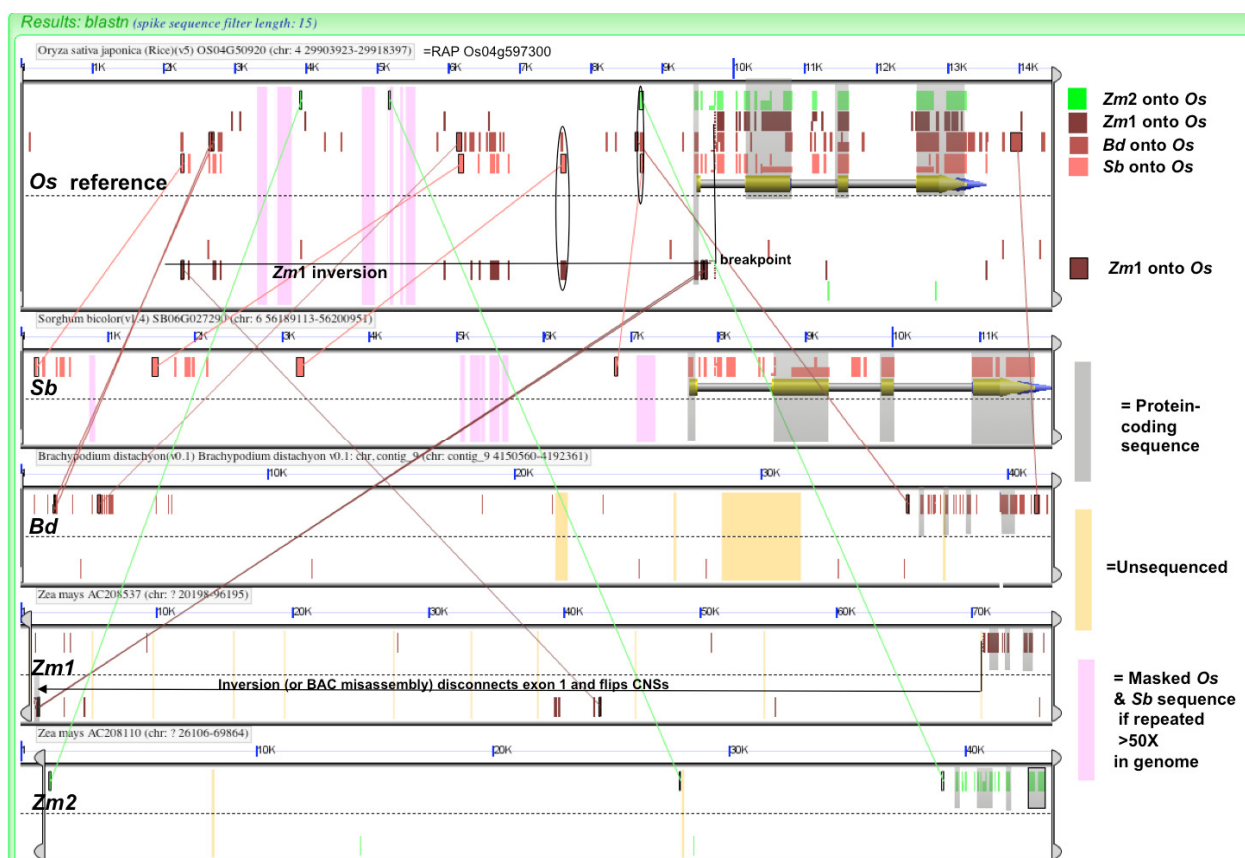 Results: blastn (spike sequence filter length: 15)
Oryza sativa japonica (Rice)(v5) OS04G50920 (chr: 4 29903923-29918397) =RAP Os04g597300
1K 2K 3K 4K 5K 6K 7K 8K 9K 10K 11K 12K 13K 14K
Zm2 onto Os
Zm1 onto Os
Bd onto Os
Sb onto Os
Os reference
breakpoint
Zm1 inversion
Zm1 onto Os
Sorghum bicolor(v1.4) SB06G027290 (chr: 6 56189113-56200951)
1K 2K 3K 4K 5K 6K 7K 8K 9K 10K 11K
Sb
= Protein-
coding
sequence
Brachypodium distachyon(v0.1) Brachypodium distachyon v0.1: chr, contig_9 (chr: contig_9 4150560-4192361)
10K 20K 30K 40K
Bd
=Unsequenced
Zea mays AC208537 (chr: ? 20198-96195)
10K 20K 30K 40K 50K 60K 70K
Zm1
Inversion (or BAC misassembly) disconnects exon 1 and flips CNSs
= Masked Os
& Sb sequence
if repeated
>50X
in genome
Zea mays AC208110 (chr: ? 26106-69864)
10K 20K 30K 40K
Zm2